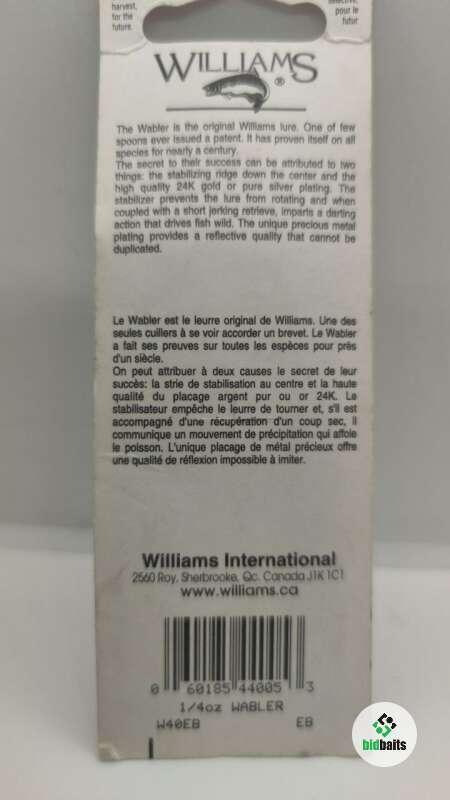 harvest,
for the
future.
sélective,
pour le
futur
WILLIAMS
®
The Wabler is the original Williams lure. One of few
spoons ever issued a patent. It has proven itself on all
species for nearly a century.
The secret to their success can be attributed to two
things: the stabilizing ridge down the center and the
high quality 24K gold or pure silver plating. The
stabilizer prevents the lure from rotating and when
coupled with a short jerking retrieve, imparts a darting
action that drives fish wild. The unique precious metal
plating provides a reflective quality that cannot be
duplicated.
Le Wabler est le leurre original de Williams. Une des
seules cuillers à se voir accorder un brevet. Le Wabler
a fait ses preuves sur toutes les espèces pour près
d'un siècle.
On peut attribuer à deux causes le secret de leur
succès: la strie de stabilisation au centre et la haute
qualité du placage argent pur ou or 24K. Le
stabilisateur empêche le leurre de tourner et, s'il est
accompagné d'une récupération d'un coup sec, il
communique un mouvement de précipitation qui affole
le poisson. L'unique placage de métal précieux offre
une qualité de réflexion impossible à imiter.
Williams International
2560 Roy, Sherbrooke, Qc. Canada J1K 1C1
www.williams.ca
0 60185 44005 3
1/4oz WABLER
W40EB EB
bidbaits